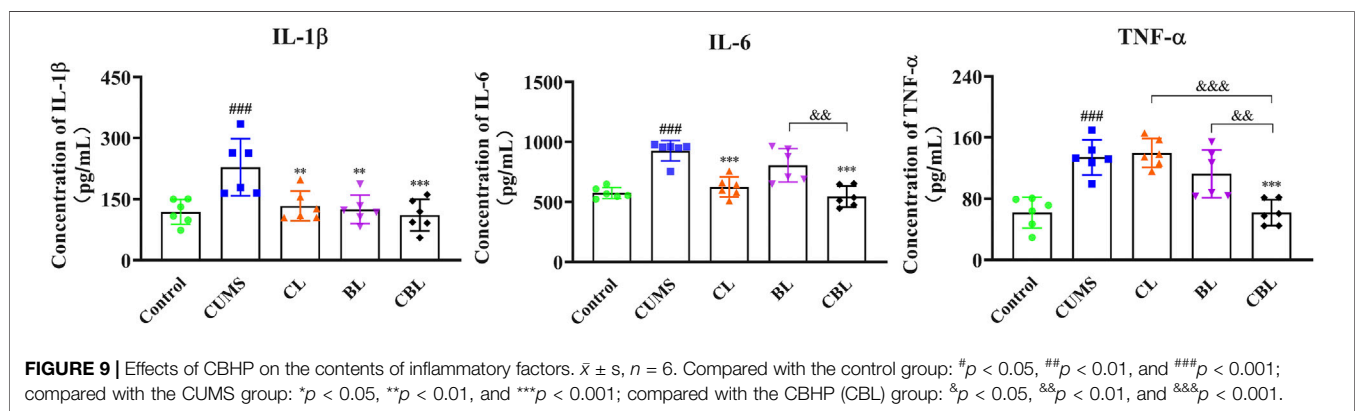 IL-1β
Concentration of IL-1β
(pg/mL)
450
300
150
0
###
**
**
***
Control
CUMS
CL
BL
CBL
IL-6
Concentration of IL-6
(pg/mL)
1500
1000
500
0
###
***
&&
***
Control
CUMS
CL
BL
CBL
TNF-α
Concentration of TNF-α
(pg/mL)
240
160
80
0
###
&&&
&&
***
Control
CUMS
CL
BL
CBL
FIGURE 9 | Effects of CBHP on the contents of inflammatory factors. x̄ ± s, n = 6. Compared with the control group: #p < 0.05, ##p < 0.01, and ###p < 0.001;
compared with the CUMS group: *p < 0.05, **p < 0.01, and ***p < 0.001; compared with the CBHP (CBL) group: &p < 0.05, &&p < 0.01, and &&&p < 0.001.